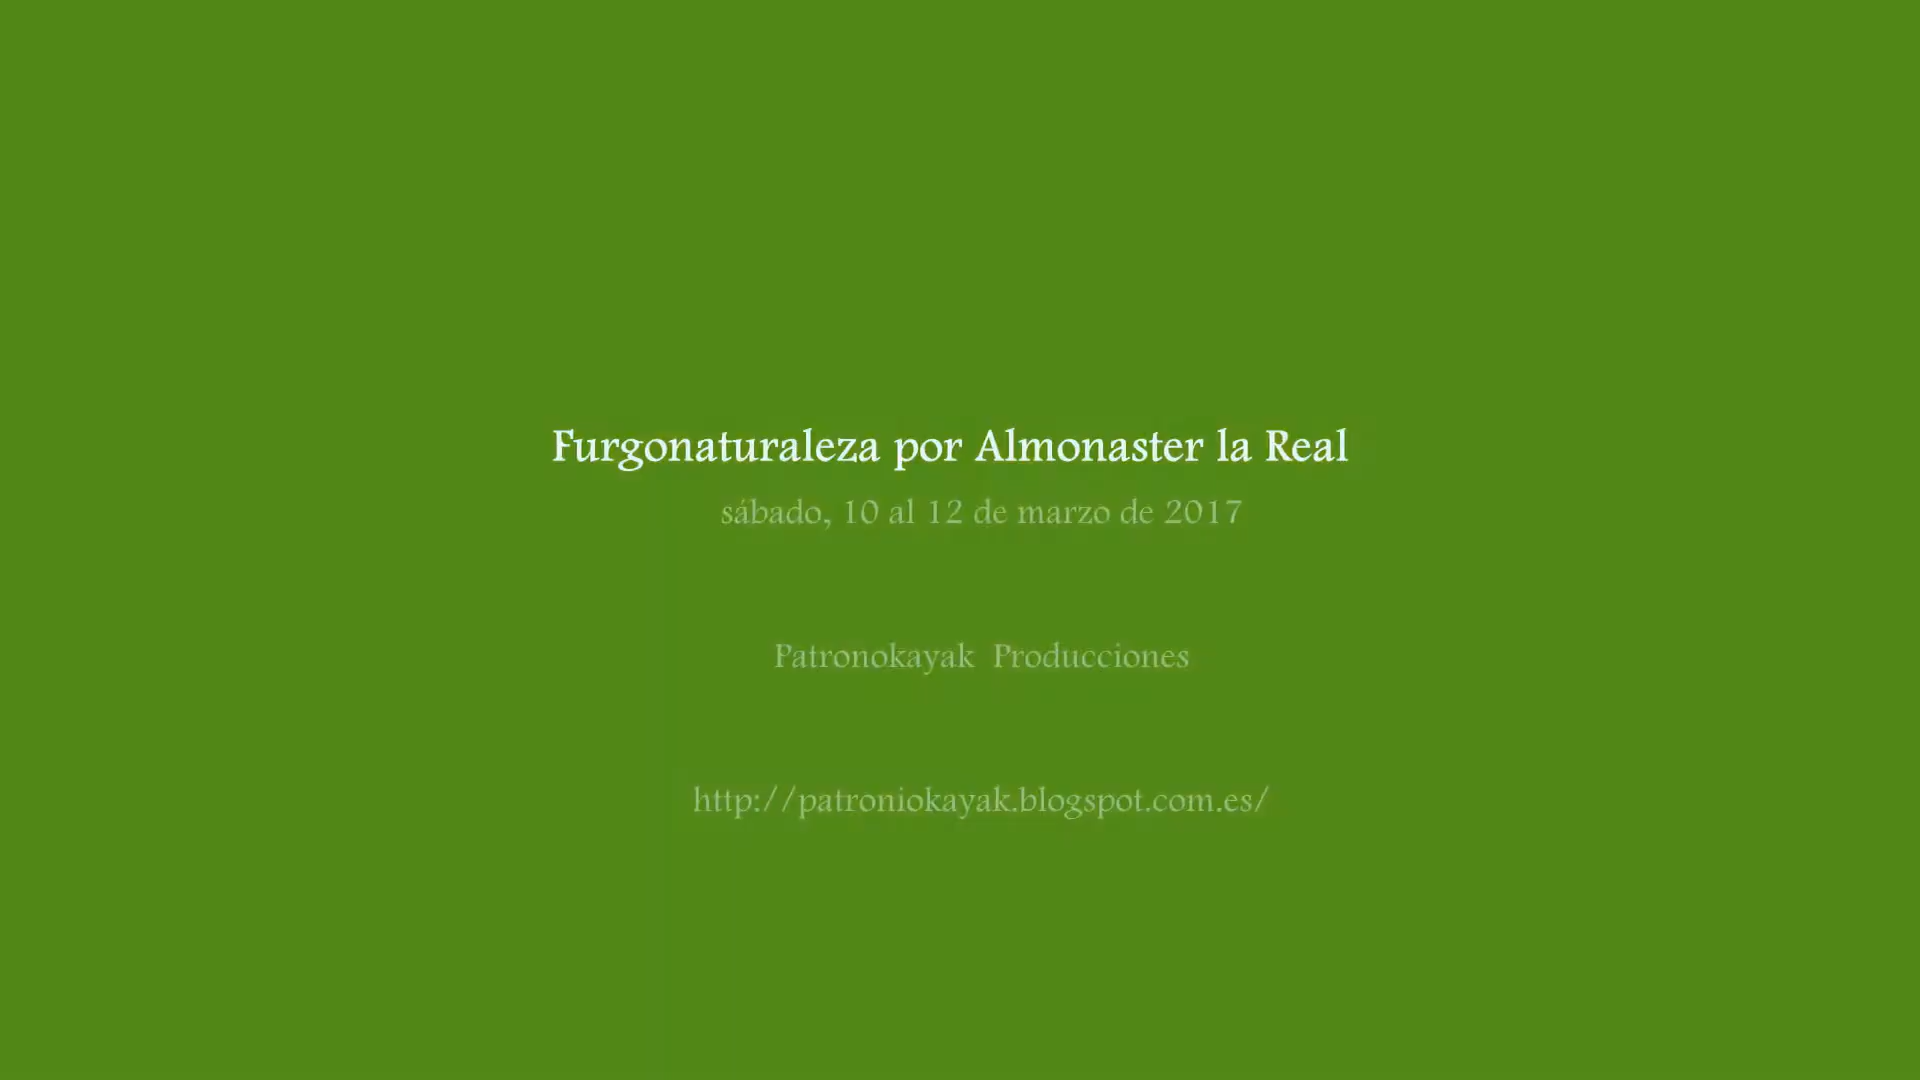 Furgonaturaleza por Almonaster la Real
sábado, 10 al 12 de marzo de 2017
Patronokayak Producciones
http://patroniokayak.blogspot.com.es/